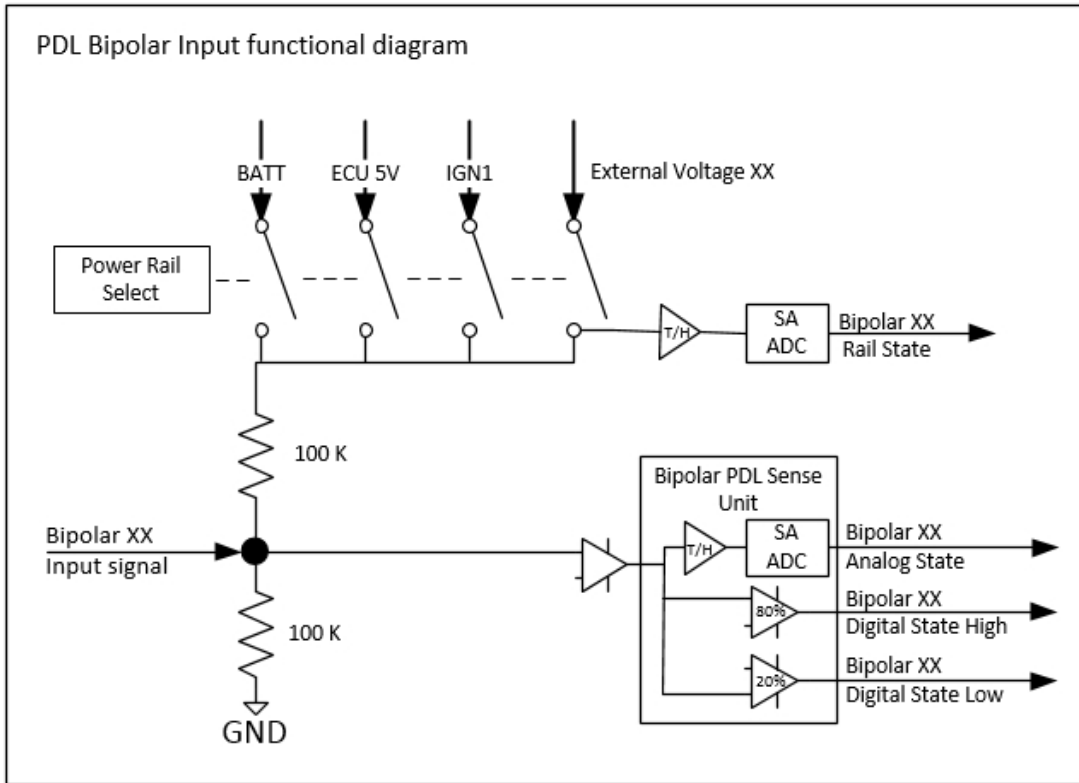 PDL Bipolar Input functional diagram
BATT
ECU 5V
IGN1
External Voltage XX
Power Rail
Select
T/H
SA
ADC
Bipolar XX
Rail State
100 K
Bipolar PDL Sense
Unit
Bipolar XX
Input signal
T/H
SA
ADC
Bipolar XX
Analog State
80%
Bipolar XX
Digital State High
100 K
20%
Bipolar XX
Digital State Low
GND